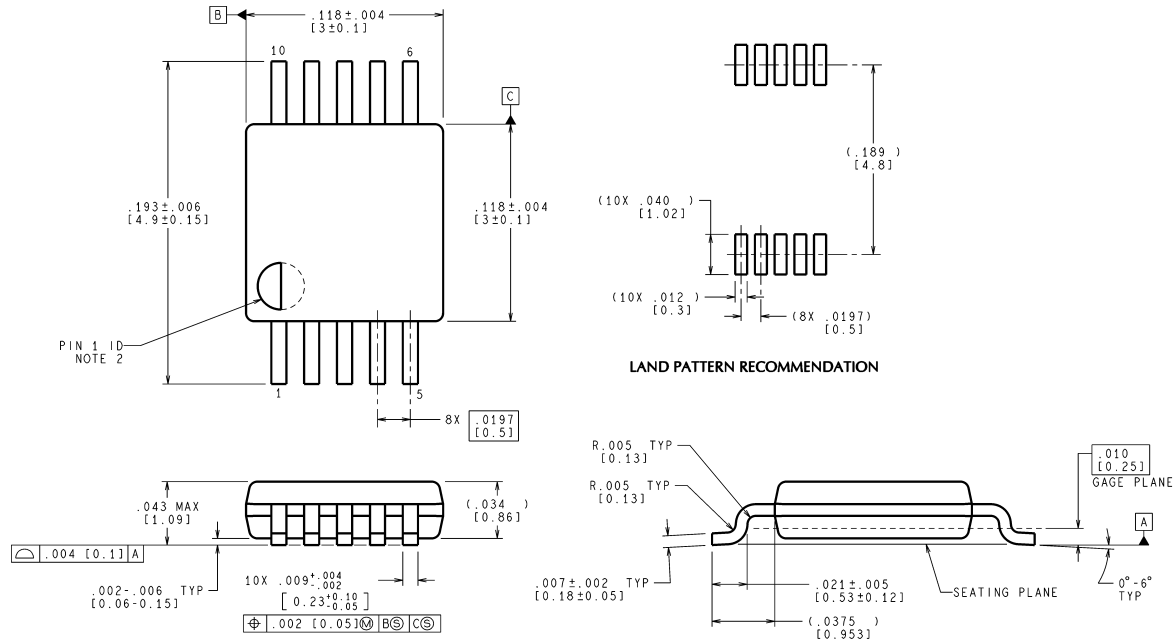 B
.118±.004
[3±0.1]
10
6
C
.193±.006
[4.9±0.15]
.118±.004
[3±0.1]
PIN 1 ID
NOTE 2
1
5
8X .0197
[0.5]
(.189 )
[4.8]
(10X .040 )
[1.02]
(10X .012 )
[0.3]
(8X .0197)
[0.5]
LAND PATTERN RECOMMENDATION
.043 MAX
[1.09]
(.034 )
[0.86]
⌓ .004 [0.1] A
.002-.006 TYP
[0.06-0.15]
10X .009+.004
-.002
[ 0.23+0.10
-0.05 ]
⌖ .002 [0.05]Ⓜ BⓈ CⓈ
R.005 TYP
[0.13]
R.005 TYP
[0.13]
.010
[0.25]
GAGE PLANE
A
.007±.002 TYP
[0.18±0.05]
.021±.005
[0.53±0.12]
(.0375 )
[0.953]
SEATING PLANE
0°-6°
TYP